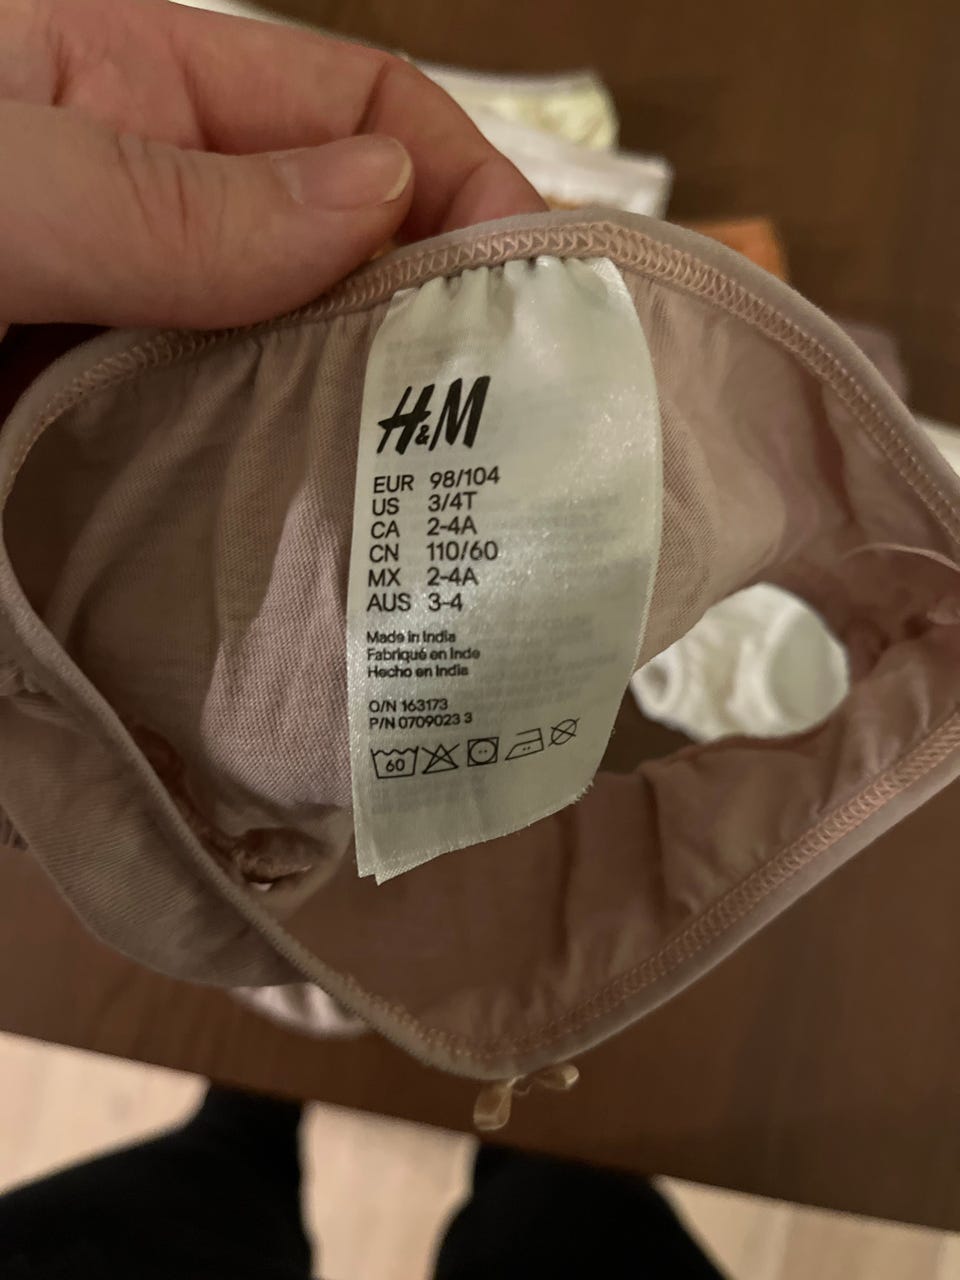 H&M
EUR 98/104
US 3/4T
CA 2-4A
CN 110/60
MX 2-4A
AUS 3-4
Made in India
Fabriqué en Inde
Hecho en India
O/N 163173
P/N 0709023 3
60